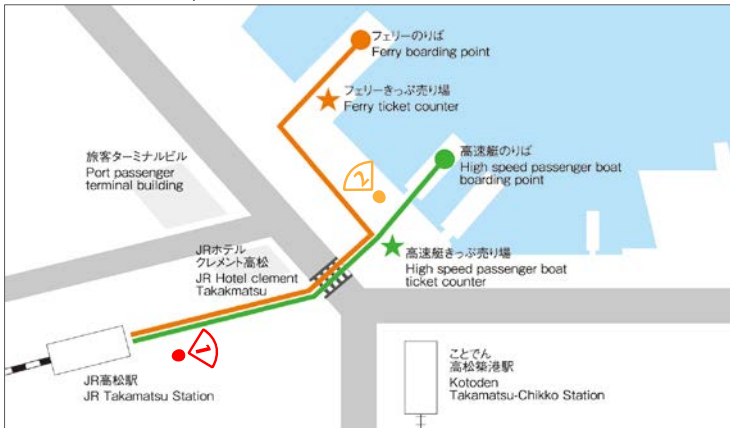 フェリーのりば
Ferry boarding point
フェリーきっぷ売り場
Ferry ticket counter
旅客ターミナルビル
Port passenger
terminal building
高速艇のりば
High speed passenger boat
boarding point
2
JRホテル
クレメント高松
JR Hotel clement
Takakmatsu
高速艇きっぷ売り場
High speed passenger boat
ticket counter
1
JR高松駅
JR Takamatsu Station
ことでん
高松築港駅
Kotoden
Takamatsu-Chikko Station